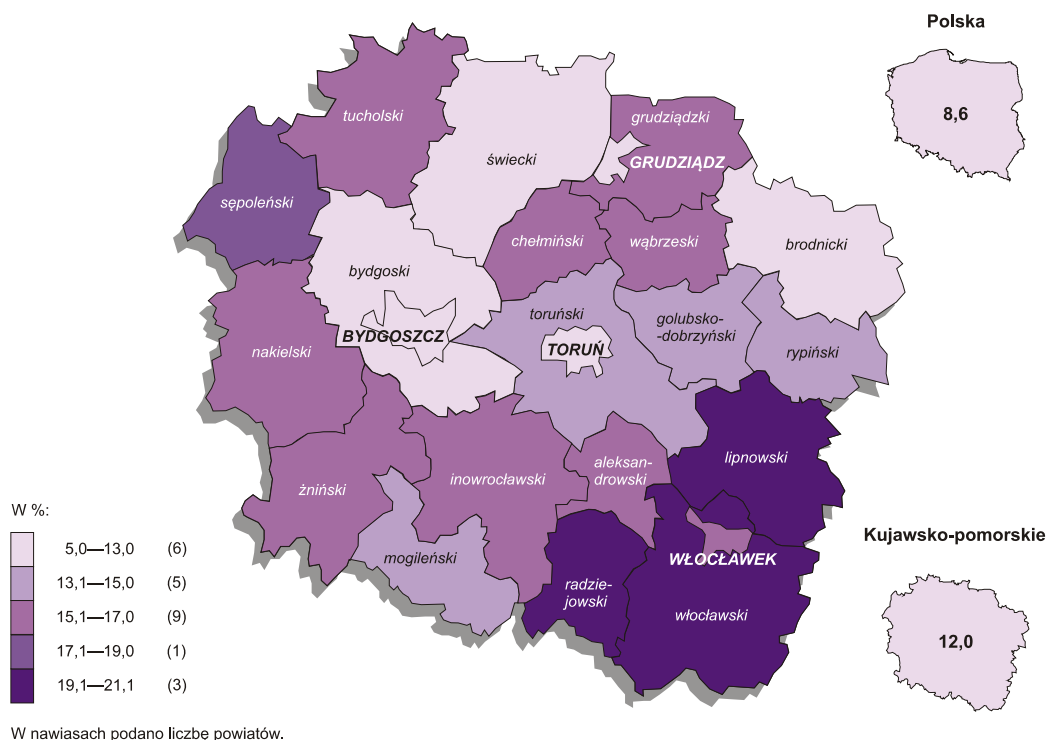 Polska
8,6
tucholski
grudziądzki
świecki
GRUDZIĄDZ
sępoleński
chełmiński
wąbrzeski
brodnicki
bydgoski
toruński
golubsko-
-dobrzyński
BYDGOSZCZ
TORUŃ
nakielski
rypiński
lipnowski
aleksan-
drowski
inowrocławski
żniński
mogileński
WŁOCŁAWEK
radzie-
jowski
włocławski
Kujawsko-pomorskie
12,0
W %:
5,0—13,0 (6)
13,1—15,0 (5)
15,1—17,0 (9)
17,1—19,0 (1)
19,1—21,1 (3)
W nawiasach podano liczbę powiatów.